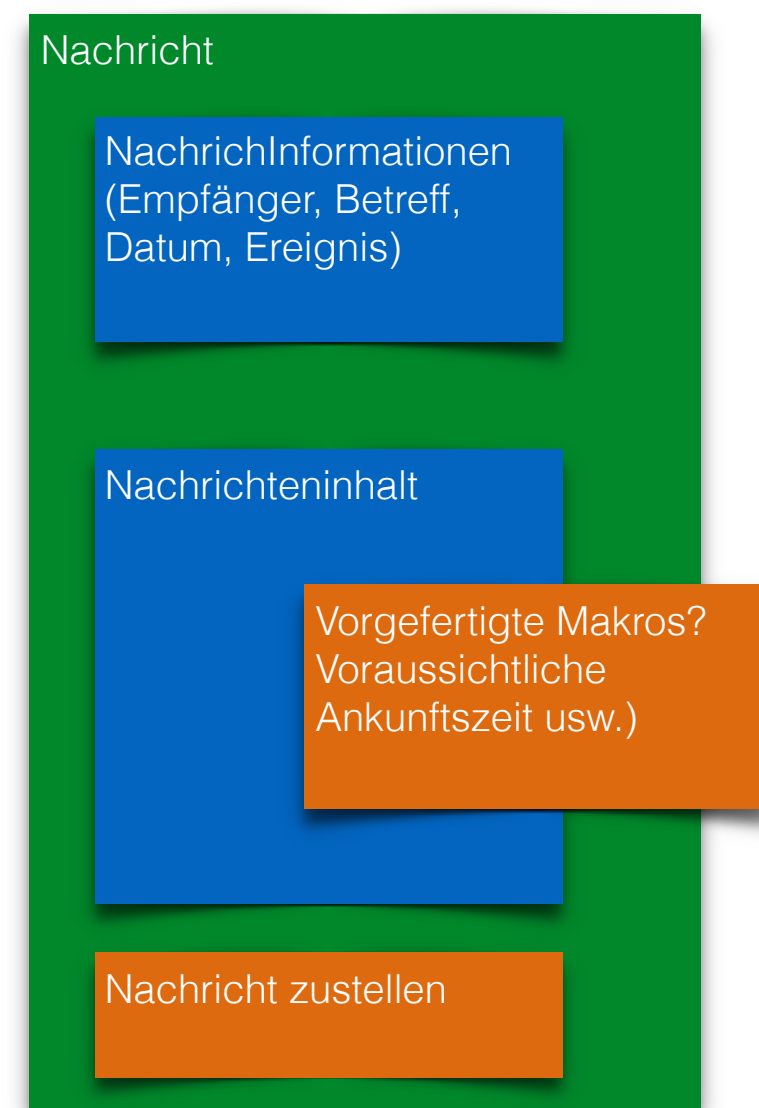 Nachricht
NachrichInformationen
(Empfänger, Betreff,
Datum, Ereignis)
Nachrichteninhalt
Vorgefertigte Makros?
Voraussichtliche
Ankunftszeit usw.)
Nachricht zustellen